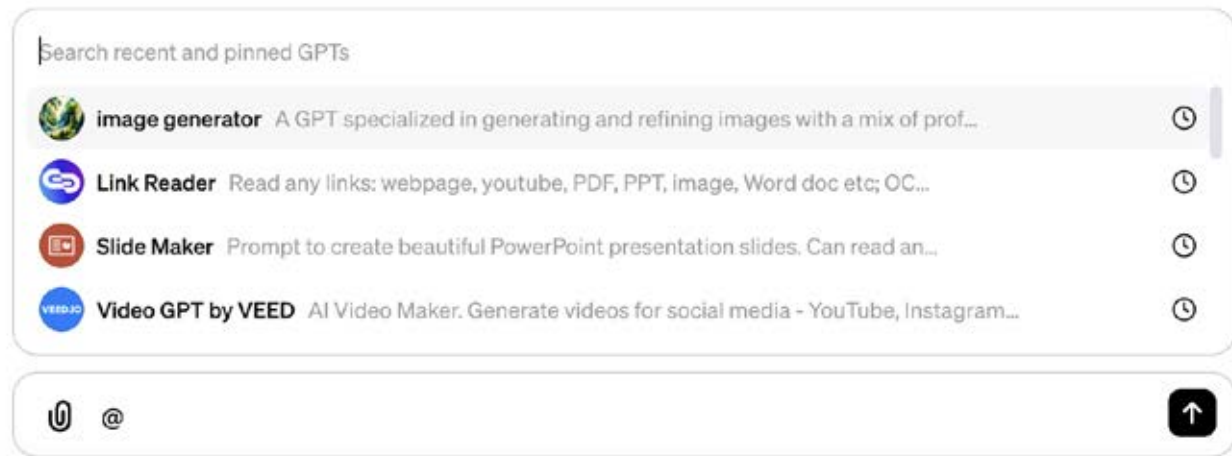 Search recent and pinned GPTs
image generator A GPT specialized in generating and refining images with a mix of prof...
Link Reader Read any links: webpage, youtube, PDF, PPT, image, Word doc etc; OC...
Slide Maker Prompt to create beautiful PowerPoint presentation slides. Can read an...
VEED.IO Video GPT by VEED AI Video Maker. Generate videos for social media - YouTube, Instagram...
@